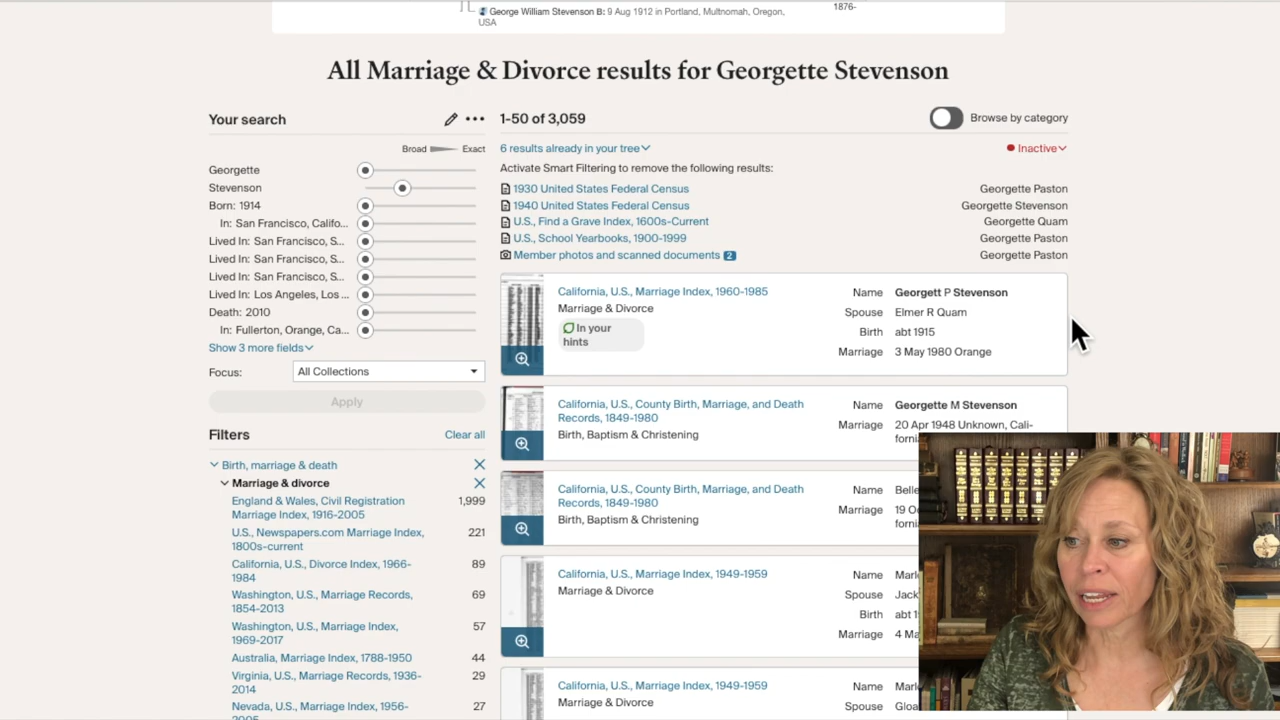 George William Stevenson B: 9 Aug 1912 in Portland, Multnomah, Oregon,
USA
1876-
All Marriage & Divorce results for Georgette Stevenson
Your search
Broad Exact
Georgette
Stevenson
Born: 1914
In: San Francisco, Califo...
Lived In: San Francisco, S...
Lived In: San Francisco, S...
Lived In: San Francisco, S...
Lived In: Los Angeles, Los ...
Death: 2010
In: Fullerton, Orange, Ca...
Show 3 more fields
Focus: All Collections
Apply
Filters Clear all
Birth, marriage & death
Marriage & divorce
England & Wales, Civil Registration 1,999
Marriage Index, 1916-2005
U.S., Newspapers.com Marriage Index, 221
1800s-current
California, U.S., Divorce Index, 1966- 89
1984
Washington, U.S., Marriage Records, 69
1854-2013
Washington, U.S., Marriage Index, 57
1969-2017
Australia, Marriage Index, 1788-1950 44
Virginia, U.S., Marriage Records, 1936- 29
2014
Nevada, U.S., Marriage Index, 1956- 27
2005
1-50 of 3,059 Browse by category
6 results already in your tree Inactive
Activate Smart Filtering to remove the following results:
1930 United States Federal Census Georgette Paston
1940 United States Federal Census Georgette Stevenson
U.S., Find a Grave Index, 1600s-Current Georgette Quam
U.S., School Yearbooks, 1900-1999 Georgette Paston
Member photos and scanned documents 2 Georgette Paston
California, U.S., Marriage Index, 1960-1985
Marriage & Divorce
In your
hints
Name Georgett P Stevenson
Spouse Elmer R Quam
Birth abt 1915
Marriage 3 May 1980 Orange
California, U.S., County Birth, Marriage, and Death
Records, 1849-1980
Birth, Baptism & Christening
Name Georgette M Stevenson
Marriage 20 Apr 1948 Unknown, Cali-
fornia
California, U.S., County Birth, Marriage, and Death
Records, 1849-1980
Birth, Baptism & Christening
Name Belle
Marriage 19 O
forni
California, U.S., Marriage Index, 1949-1959
Marriage & Divorce
Name Marl
Spouse Jack
Birth abt 1
Marriage 4 Ma
California, U.S., Marriage Index, 1949-1959
Marriage & Divorce
Name Marl
Spouse Gloa